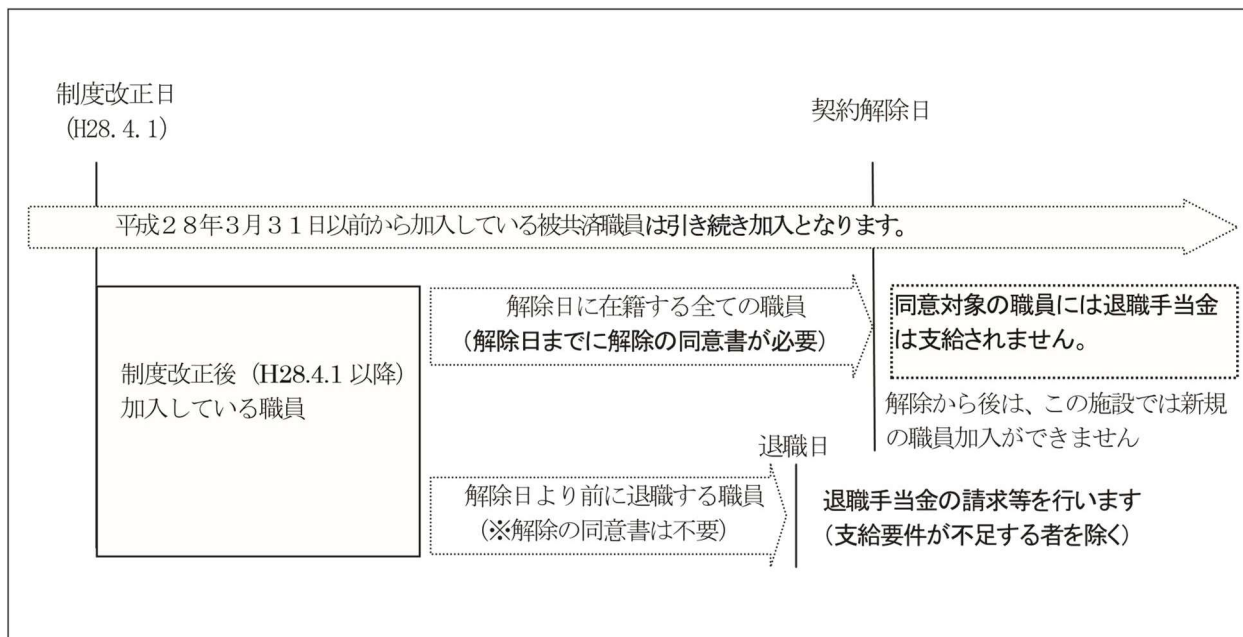 制度改正日
(H28.4.1)
契約解除日
平成２８年３月３１日以前から加入している被共済職員は引き続き加入となります。
解除日に在籍する全ての職員
（解除日までに解除の同意書が必要）
同意対象の職員には退職手当金
は支給されません。
制度改正後（H28.4.1 以降）
加入している職員
解除から後は、この施設では新規
の職員加入ができません
退職日
解除日より前に退職する職員
（※解除の同意書は不要）
退職手当金の請求等を行います
（支給要件が不足する者を除く）